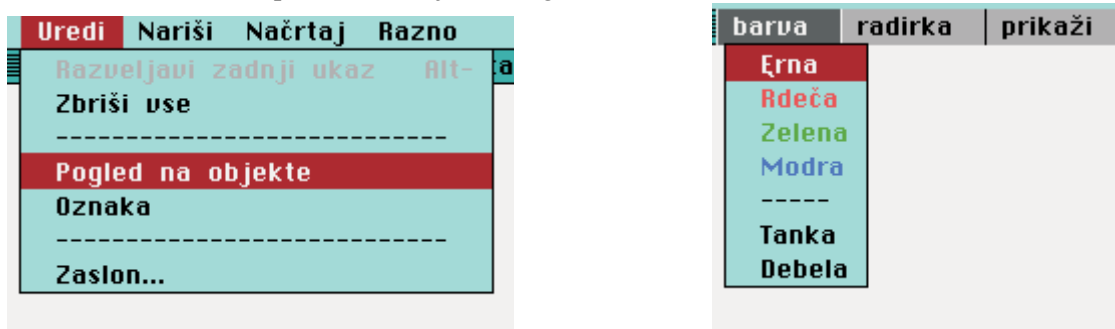 Uredi Nariši Načrtaj Razno
Razveljavi zadnji ukaz Alt-
Zbriši vse
----------------------------
Pogled na objekte
Oznaka
----------------------------
Zaslon...
barva radirka prikaži
Ęrna
Rdeča
Zelena
Modra
-----
Tanka
Debela